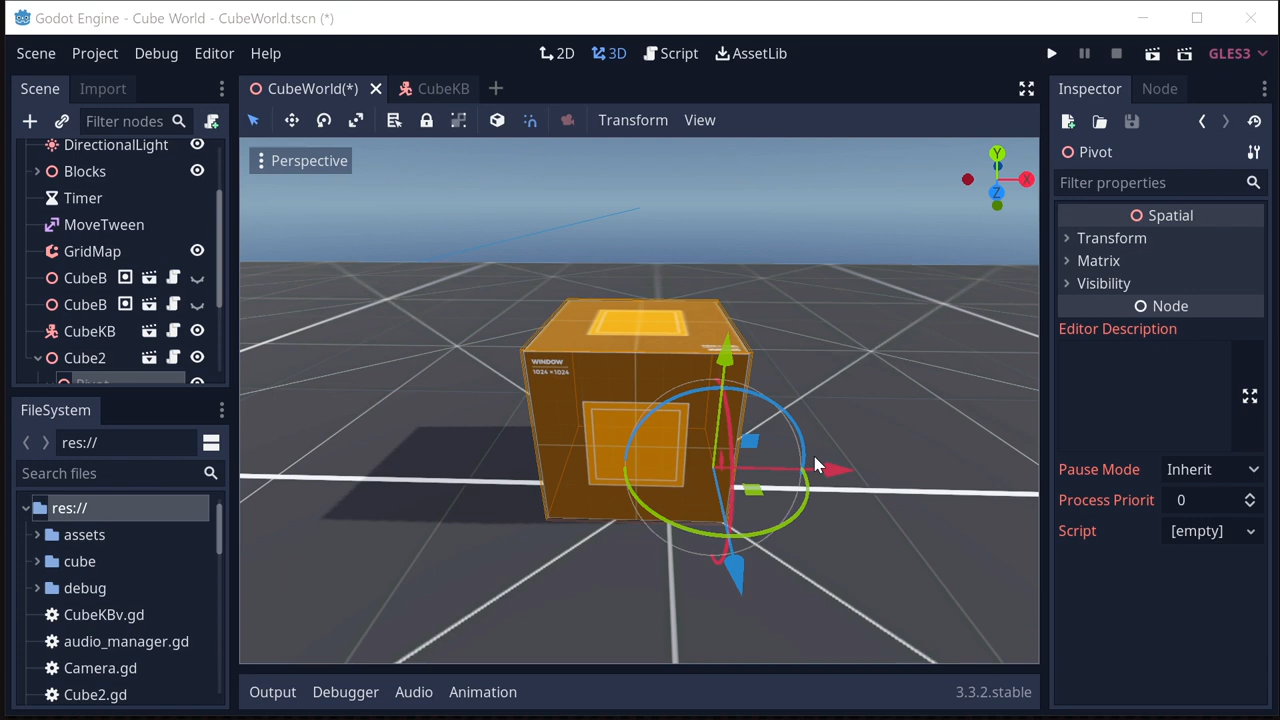 Godot Engine - Cube World - CubeWorld.tscn (*)
Scene Project Debug Editor Help
2D 3D Script AssetLib
GLES3
Scene Import
Filter nodes
DirectionalLight
Blocks
Timer
MoveTween
GridMap
CubeB
CubeB
CubeKB
Cube2
Pivot
FileSystem
res://
Search files
res://
assets
cube
debug
CubeKBv.gd
audio_manager.gd
Camera.gd
Cube2.gd
CubeWorld(*) CubeKB
Transform View
Perspective
Y
X
Z
WINDOW
1024×1024
Output Debugger Audio Animation 3.3.2.stable
Inspector Node
Pivot
Filter properties
Spatial
Transform
Matrix
Visibility
Node
Editor Description
Pause Mode Inherit
Process Priorit 0
Script [empty]